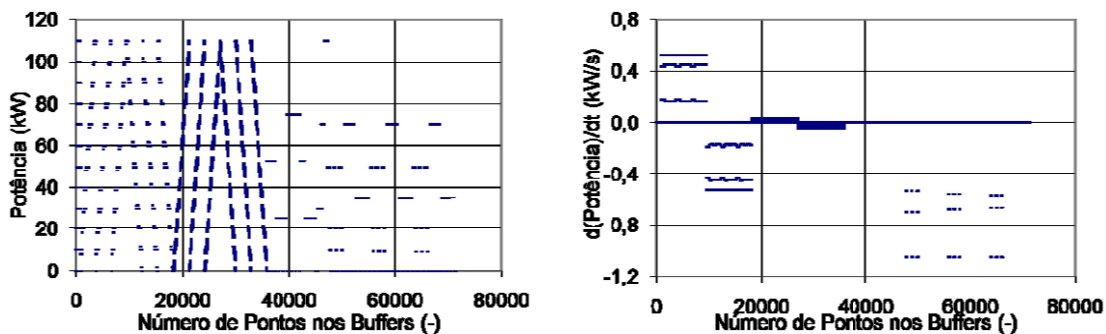 120
100
80
60
40
20
0
Potência (kW)
0 20000 40000 60000 80000
Número de Pontos nos Buffers (-)
0,8
0,4
0,0
-0,4
-0,8
-1,2
d(Potência)/dt (kW/s)
0 20000 40000 60000 80000
Número de Pontos nos Buffers (-)